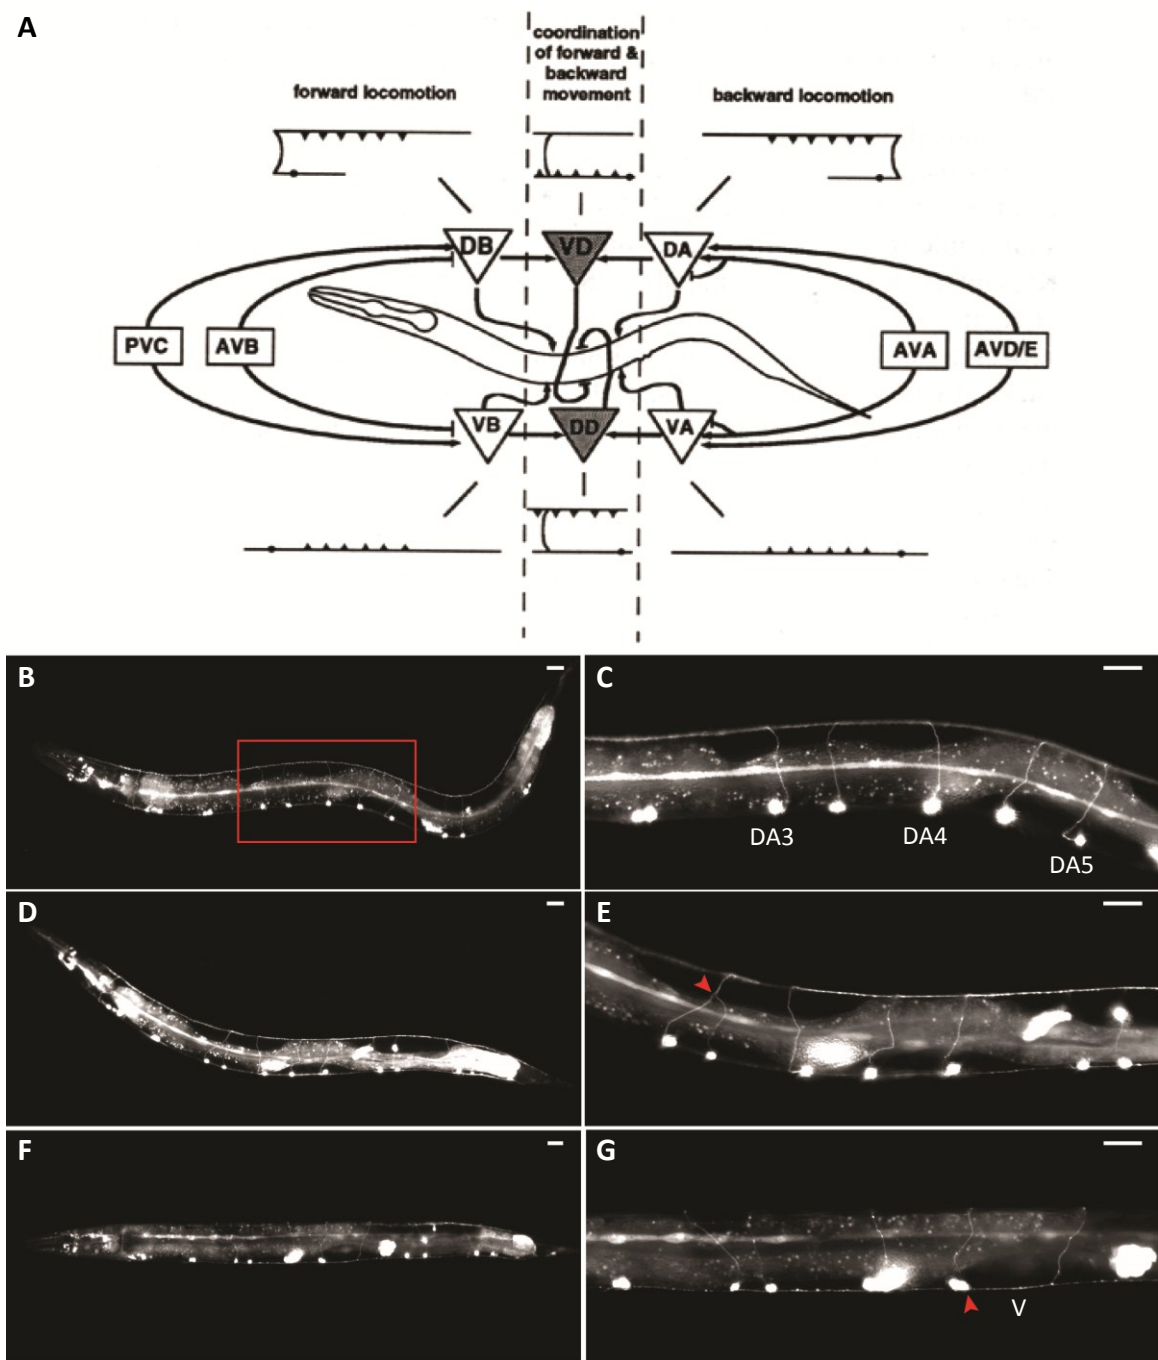 A
coordination
of forward &
backward
movement
forward locomotion
backward locomotion
DB
VD
DA
PVC
AVB
AVA
AVD/E
VB
DD
VA
B
C
DA3
DA4
DA5
D
E
F
G
V